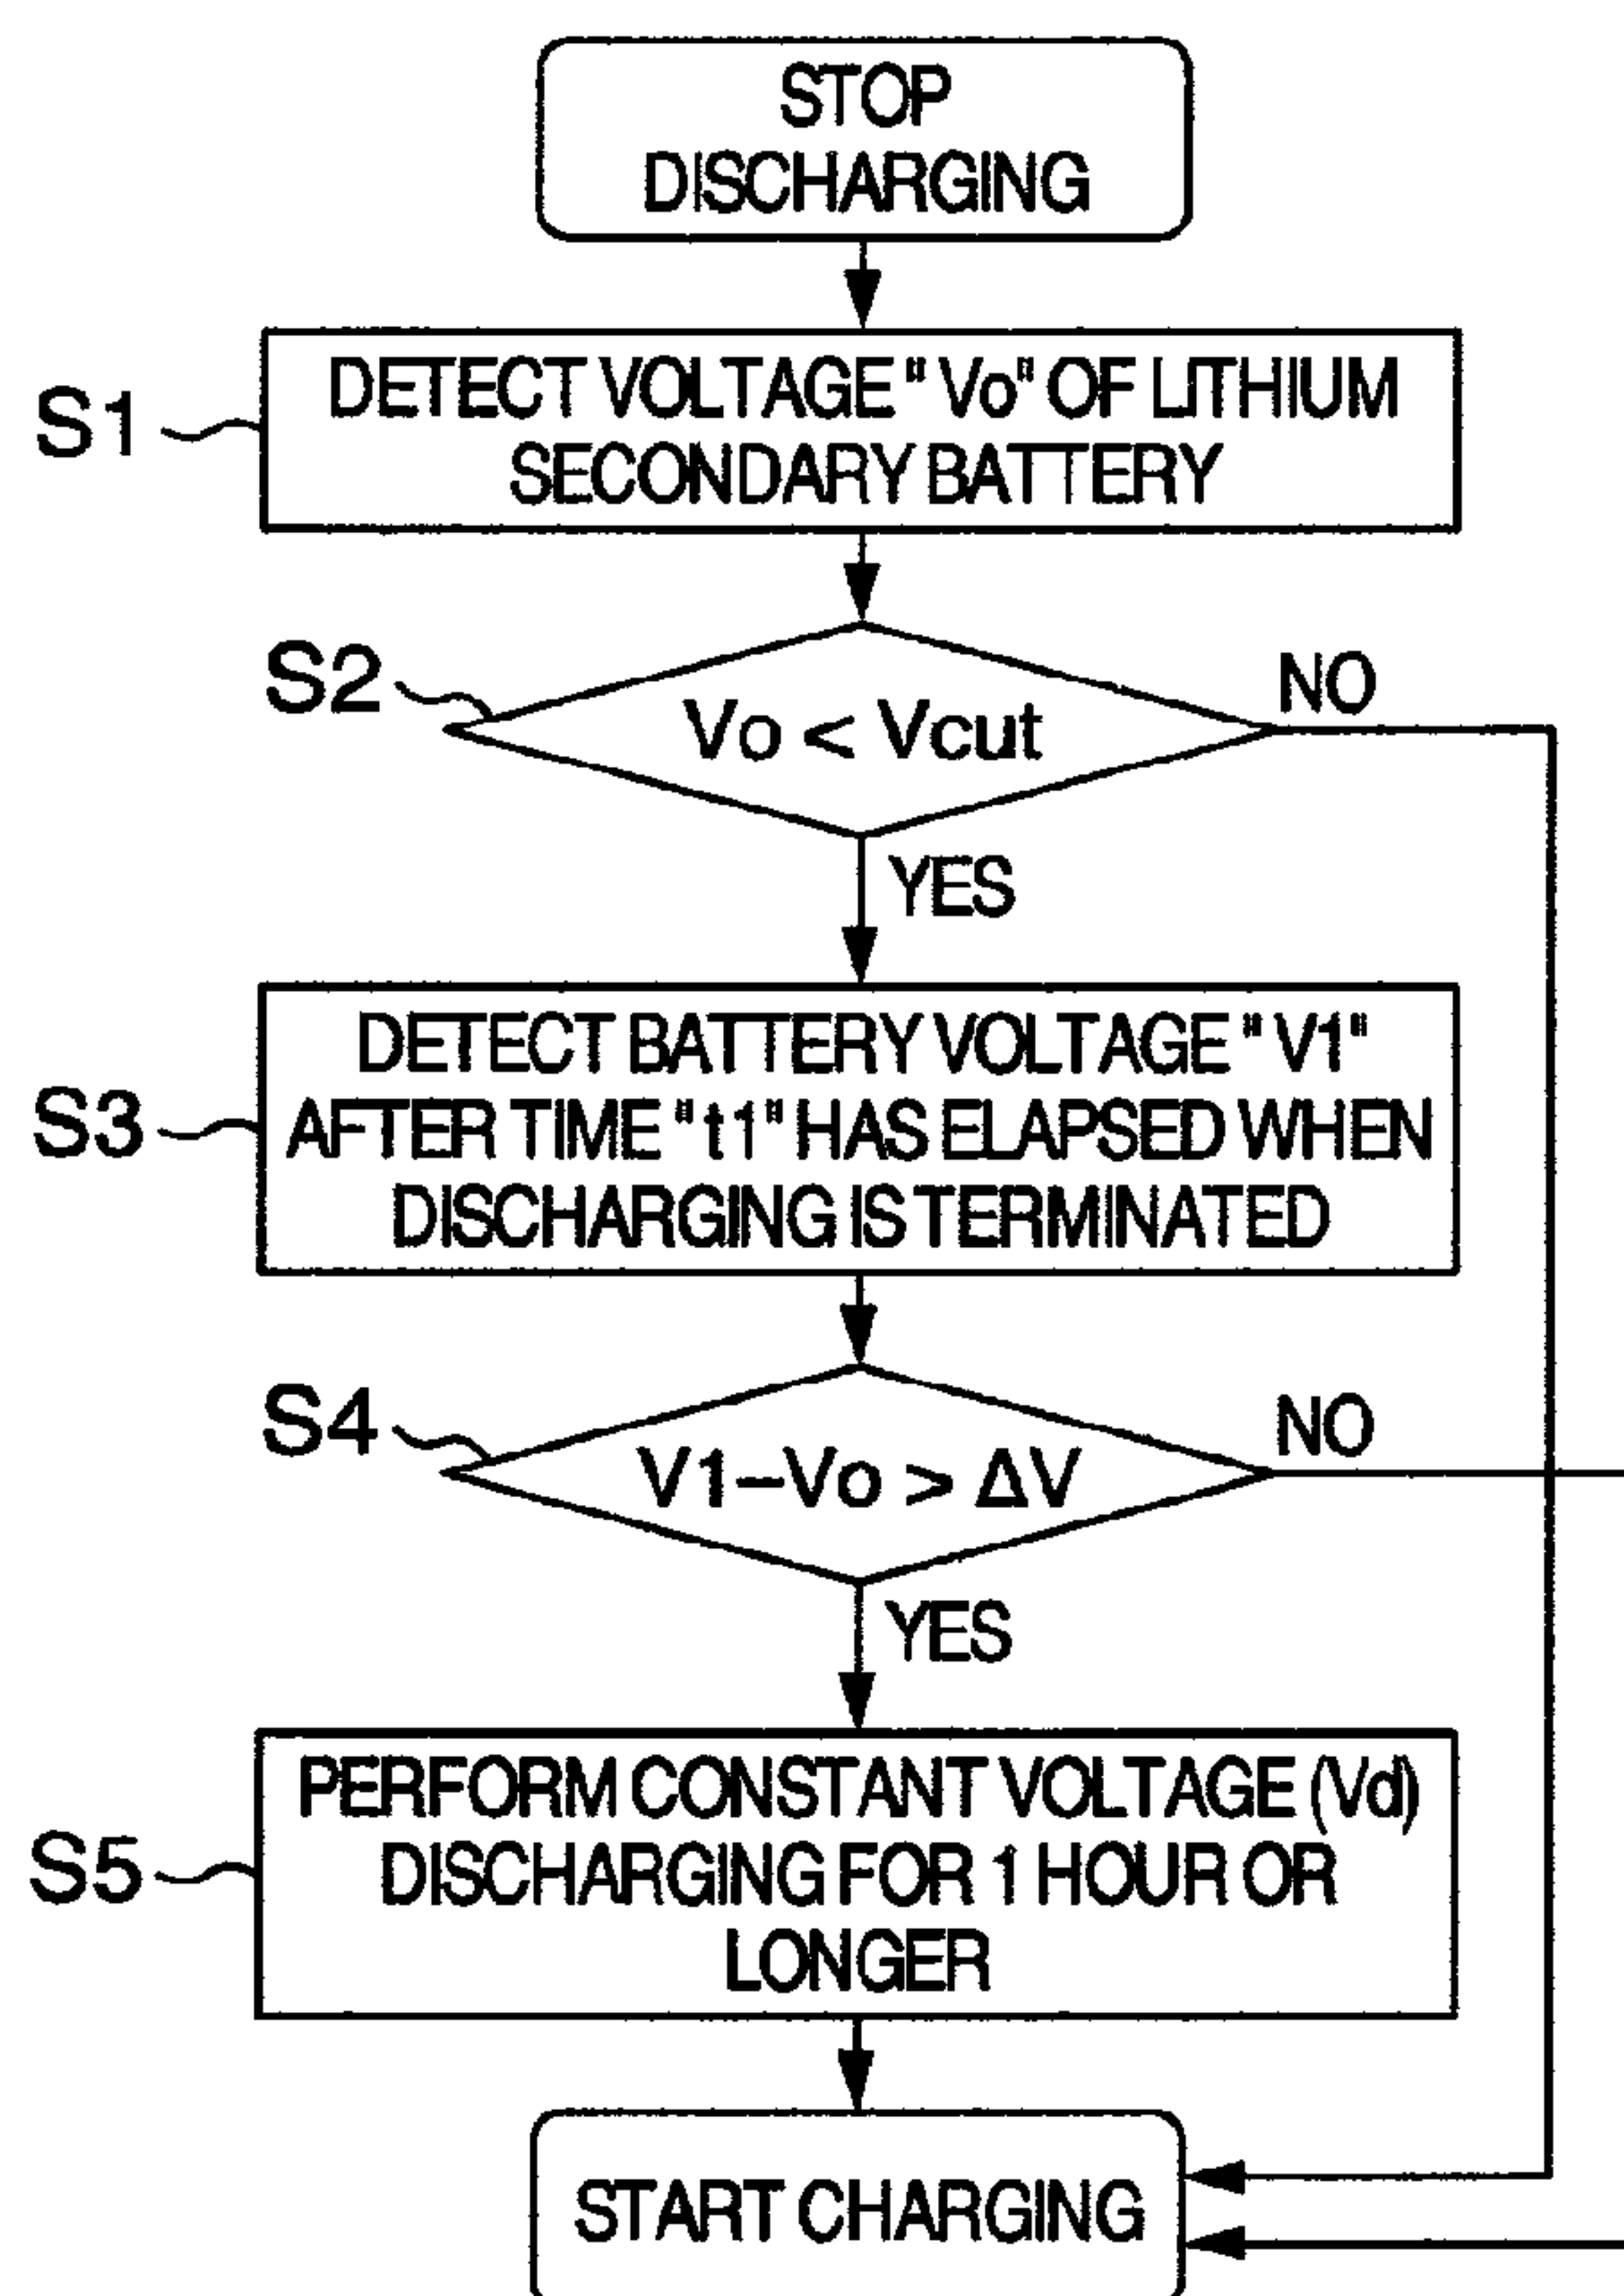 STOP
DISCHARGING
S1
DETECT VOLTAGE "Vo" OF LITHIUM
SECONDARY BATTERY
S2
Vo < Vcut
NO
YES
S3
DETECT BATTERY VOLTAGE "V1"
AFTER TIME "t1" HAS ELAPSED WHEN
DISCHARGING IS TERMINATED
S4
V1–Vo > ΔV
NO
YES
S5
PERFORM CONSTANT VOLTAGE (Vd)
DISCHARGING FOR 1 HOUR OR
LONGER
START CHARGING